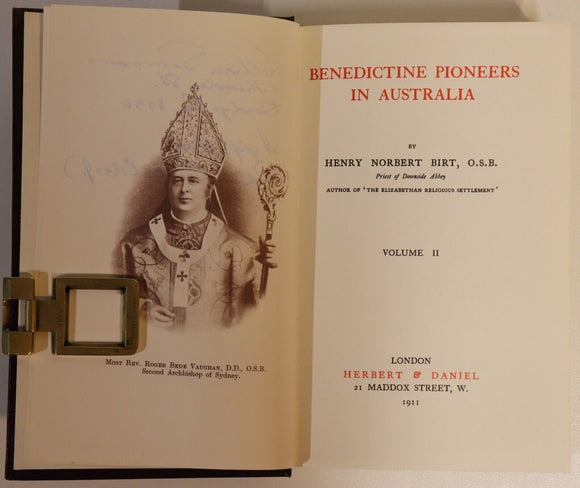 MOST REV. ROGER BEDE VAUGHAN, D.D., O.S.B.
Second Archbishop of Sydney.
BENEDICTINE PIONEERS
IN AUSTRALIA
BY
HENRY NORBERT BIRT, O.S.B.
Priest of Downside Abbey
AUTHOR OF 'THE ELIZABETHAN RELIGIOUS SETTLEMENT'
VOLUME II
LONDON
HERBERT & DANIEL
21 MADDOX STREET, W.
1911